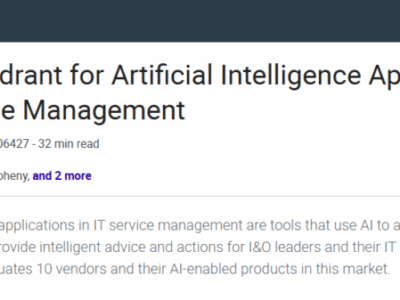 drant for Artificial Intelligence Ap
e Management
06427 - 32 min read
oheny, and 2 more
applications in IT service management are tools that use AI to a
rovide intelligent advice and actions for I&O leaders and their IT
uates 10 vendors and their AI-enabled products in this market.